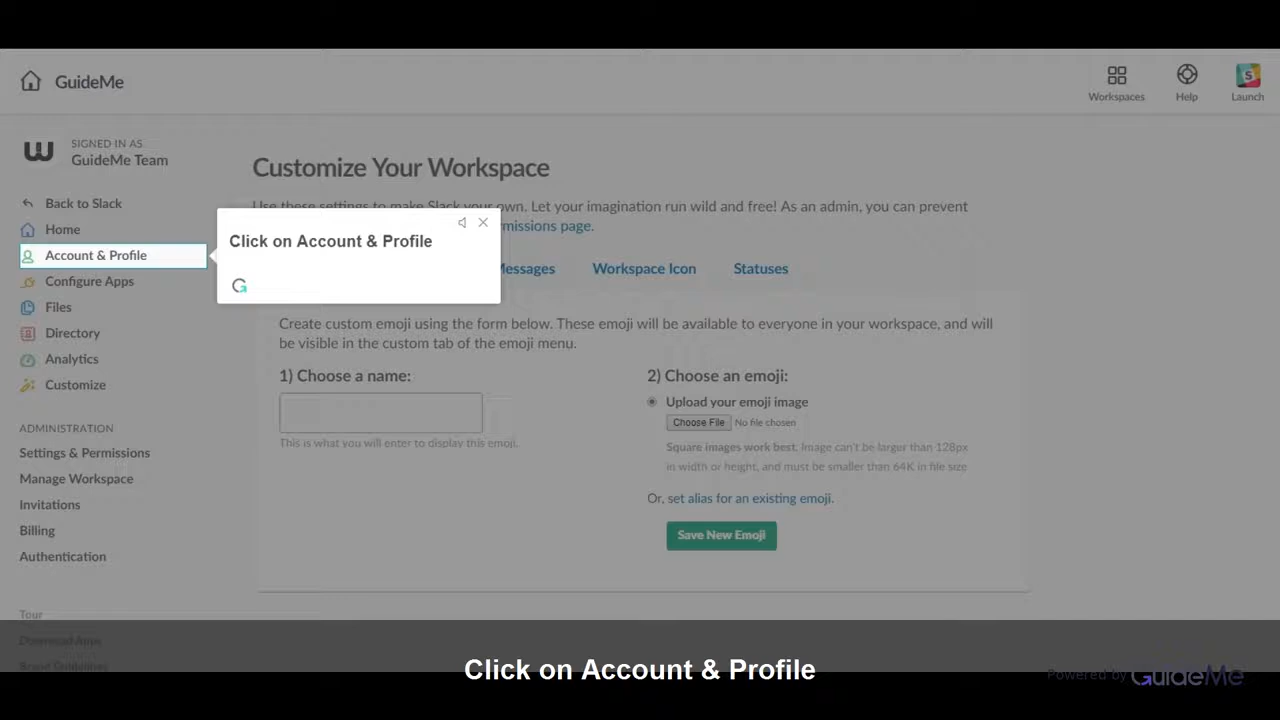 GuideMe
Workspaces
Help
Launch
SIGNED IN AS
GuideMe Team
Back to Slack
Home
Account & Profile
Configure Apps
Files
Directory
Analytics
Customize
ADMINISTRATION
Settings & Permissions
Manage Workspace
Invitations
Billing
Authentication
Tour
Download Apps
Brand Guidelines
Customize Your Workspace
Use these settings to make Slack your own. Let your imagination run wild and free! As an admin, you can prevent
missions page.
Click on Account & Profile
Messages
Workspace Icon
Statuses
Create custom emoji using the form below. These emoji will be available to everyone in your workspace, and will
be visible in the custom tab of the emoji menu.
1) Choose a name:
This is what you will enter to display this emoji.
2) Choose an emoji:
Upload your emoji image
Choose File No file chosen
Square images work best. Image can't be larger than 128px
in width or height, and must be smaller than 64K in file size
Or, set alias for an existing emoji.
Save New Emoji
Click on Account & Profile
Powered by GuideMe